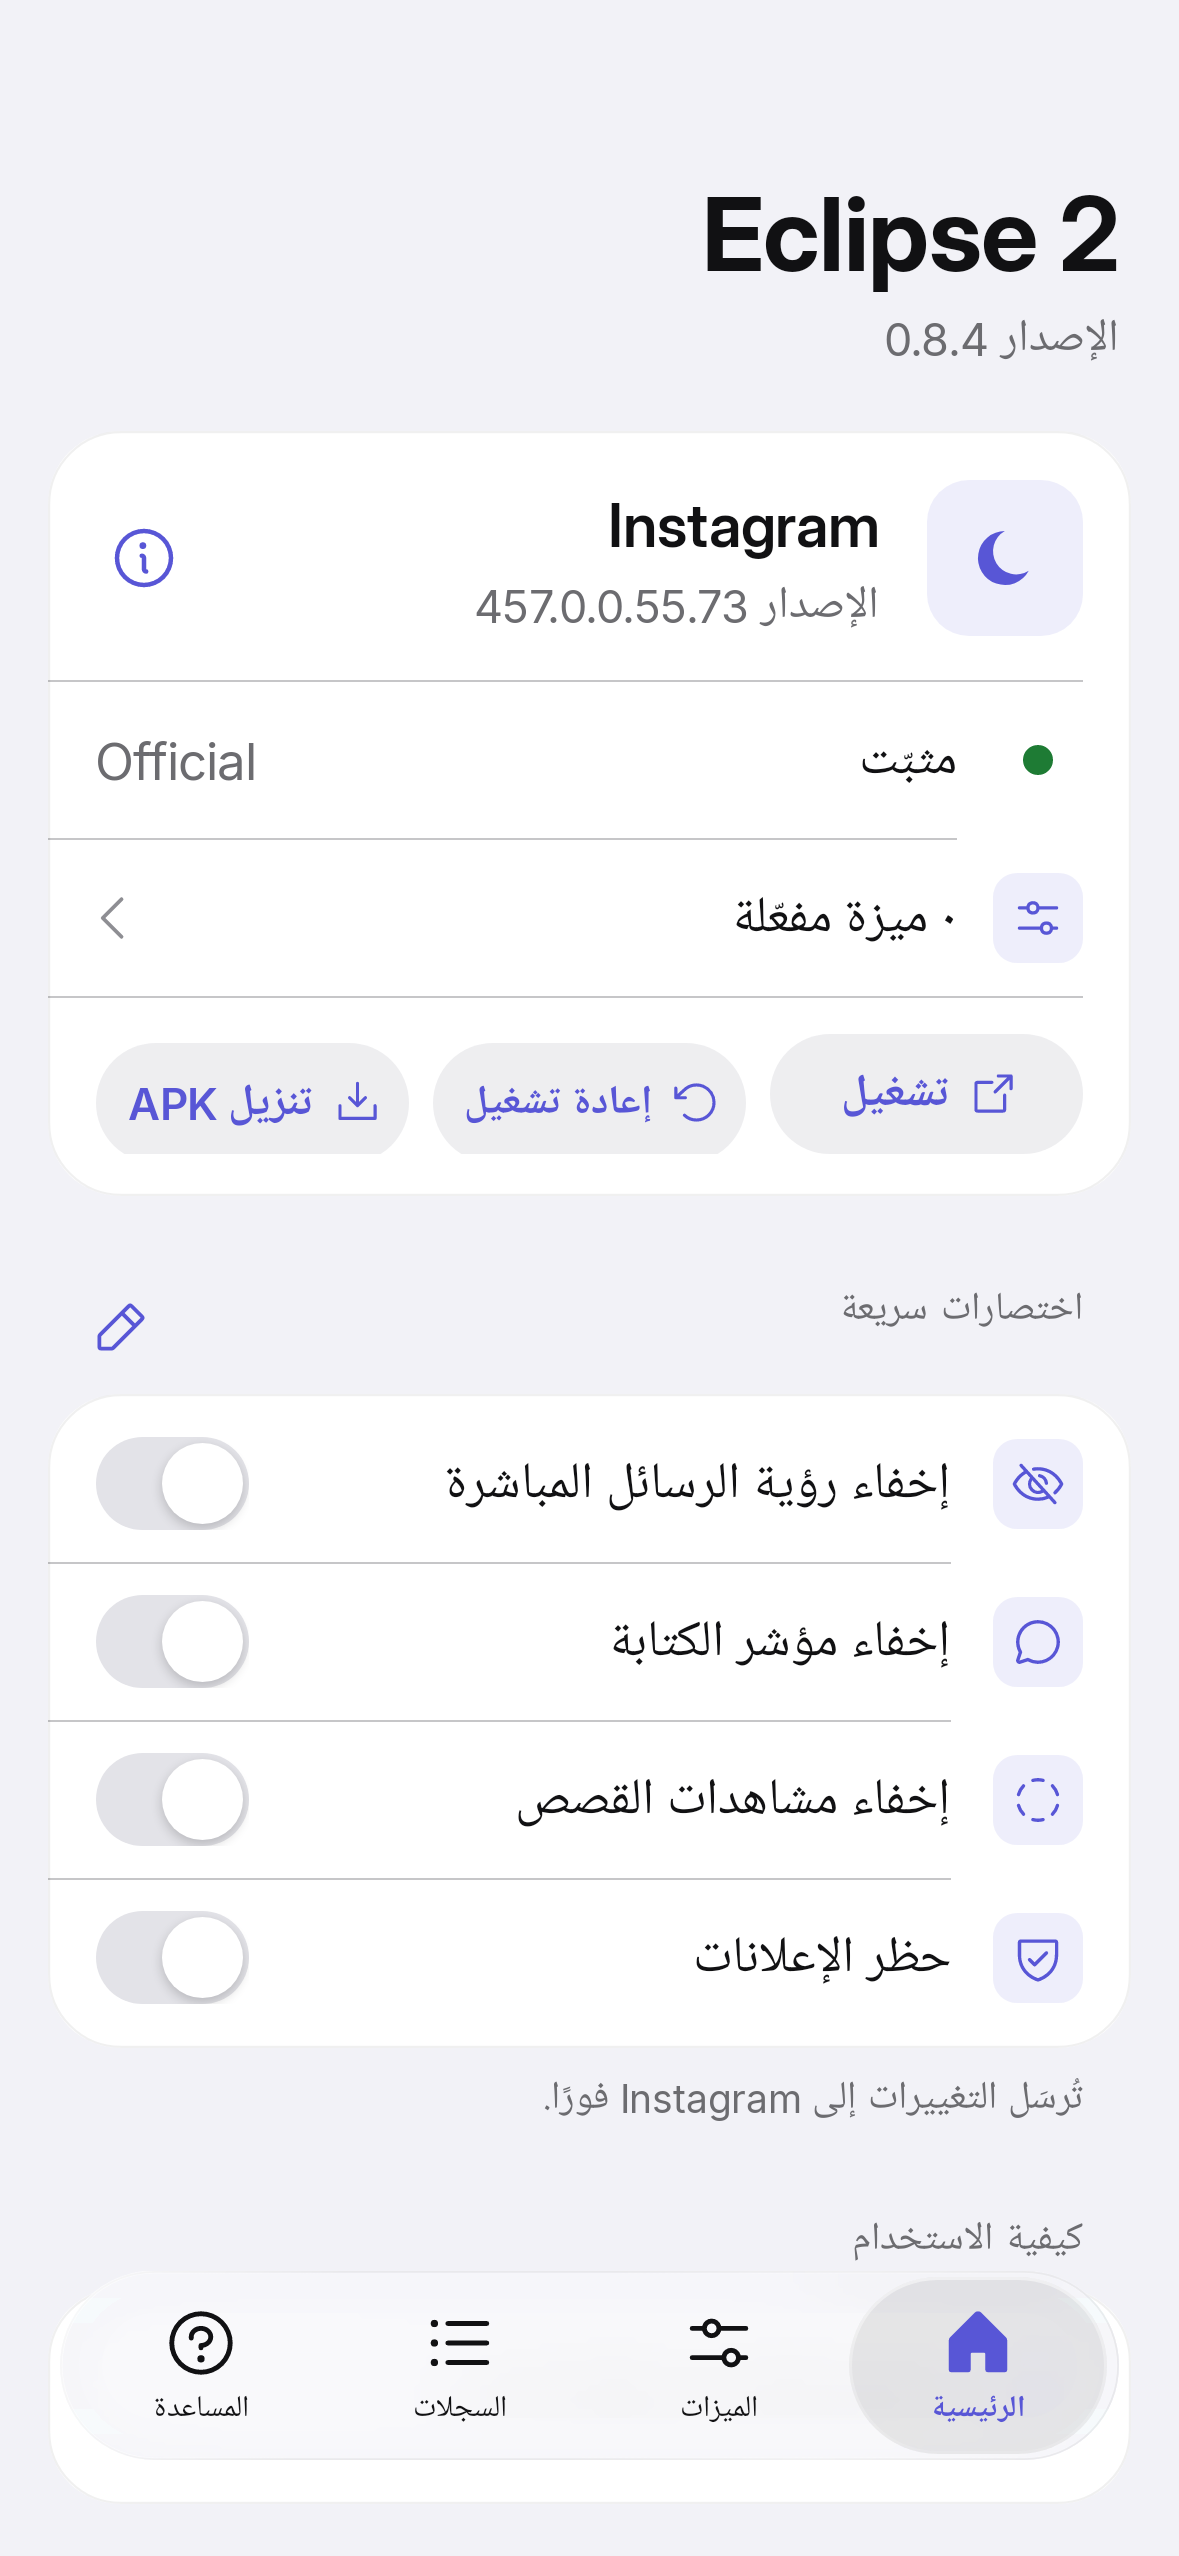 Eclipse 2
الإصدار 0.8.4
Instagram
الإصدار 457.0.0.55.73
مثبّت
Official
٠ ميزة مفعّلة
تشغيل
إعادة تشغيل
تنزيل APK
اختصارات سريعة
إخفاء رؤية الرسائل المباشرة
إخفاء مؤشر الكتابة
إخفاء مشاهدات القصص
حظر الإعلانات
تُرسَل التغييرات إلى Instagram فورًا.
كيفية الاستخدام
الرئيسية
الميزات
السجلات
المساعدة